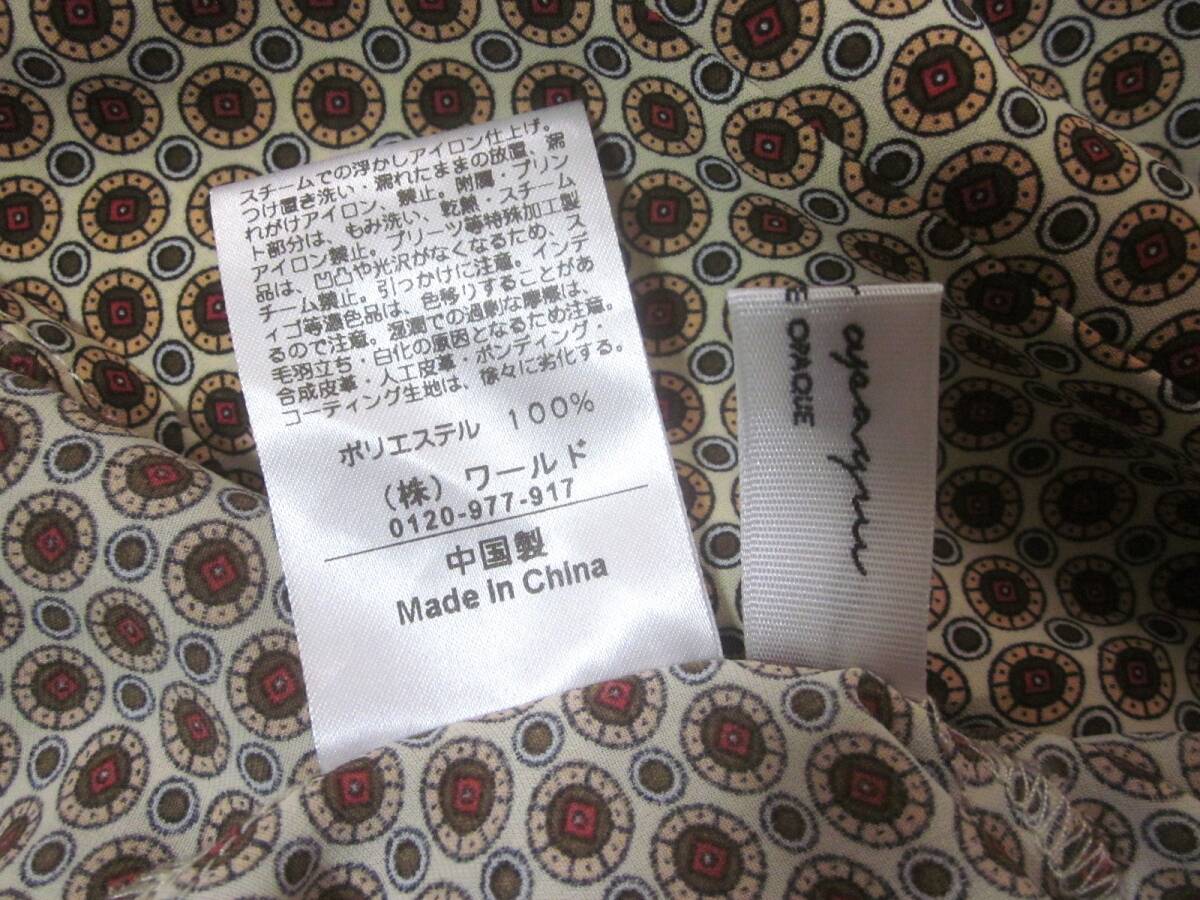 スチームでの浮かしアイロン仕上げ。
つけ置き洗い・濡れたままの放置、濡
れがけアイロン、禁止。附属・プリン
ト部分は、もみ洗い、乾熱・スチーム
アイロン禁止。プリーツ等特殊加工製
品は、凹凸や光沢がなくなるため、ス
チーム禁止。引っかけに注意。インデ
ィゴ等濃色品は、色移りすることがあ
るので注意。湿潤での過剰な摩擦は、
毛羽立ち・白化の原因となるため注意。
合成皮革・人工皮革・ボンディング・
コーティング生地は、徐々に劣化する。
ポリエステル 100%
(株) ワールド
0120-977-917
中国製
Made in China
OPAQUE